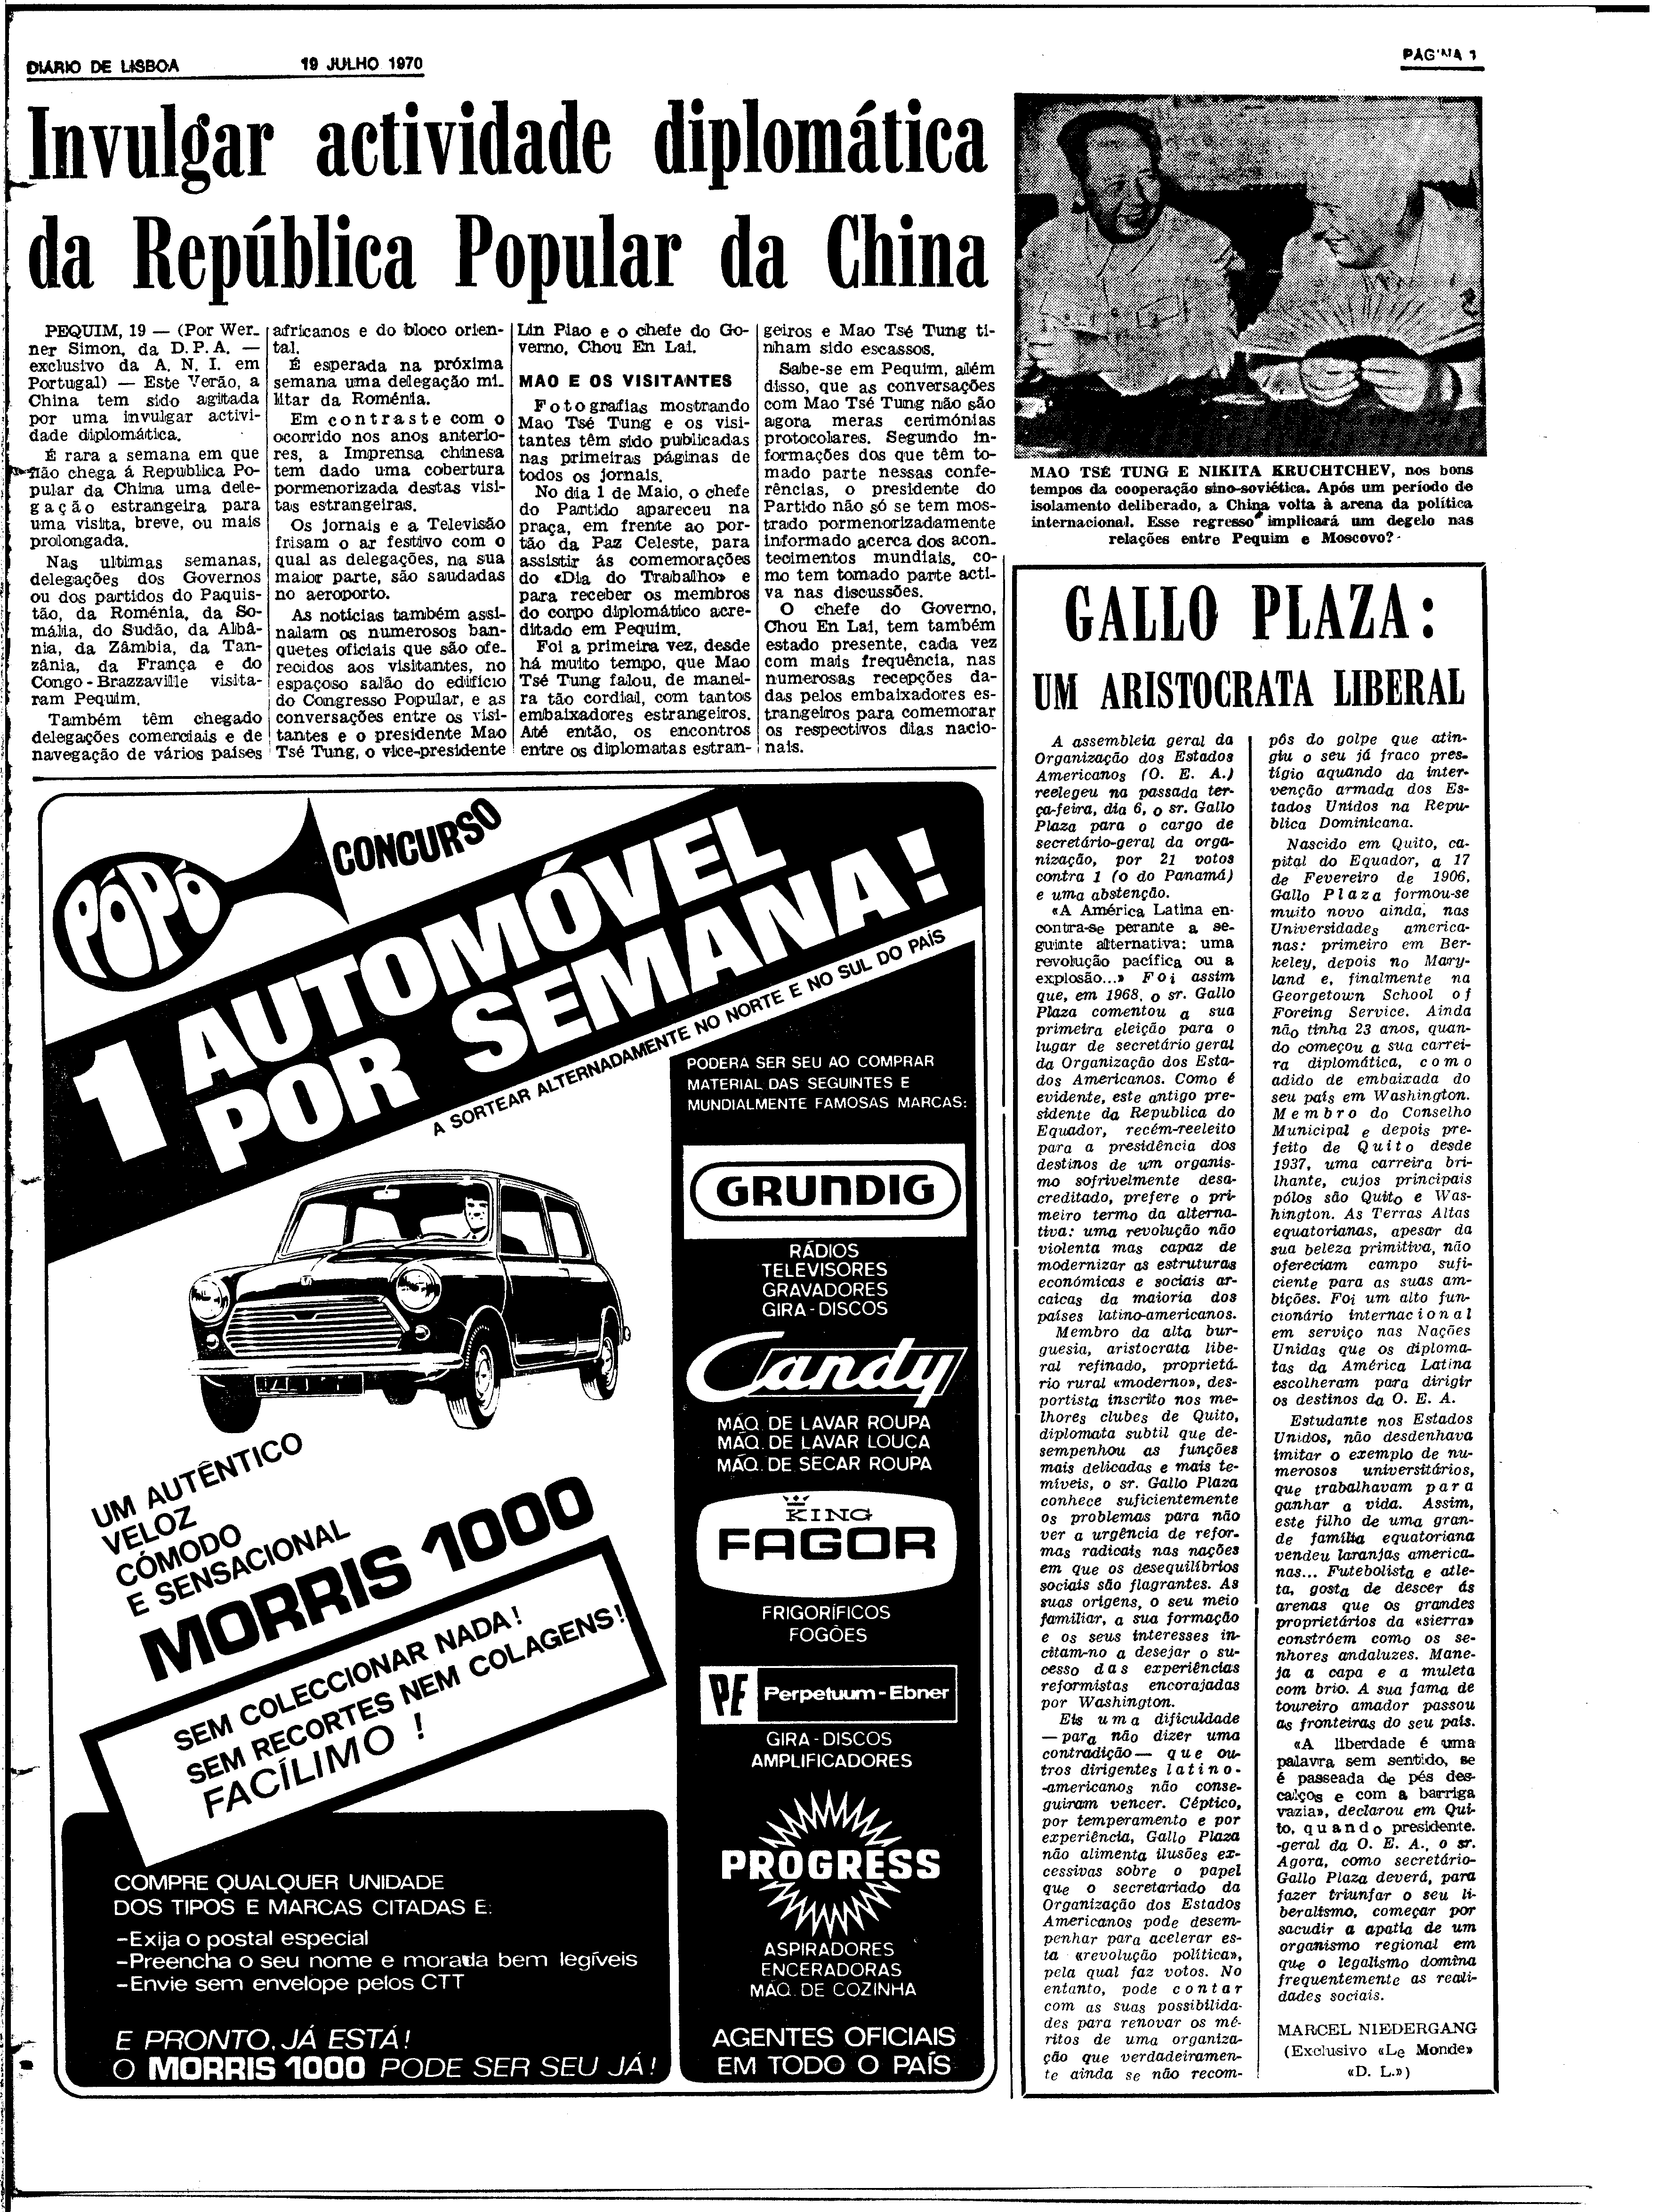 DIÁRIO DE LISBOA 19 JULHO 1970
PÁGINA 1
Invulgar actividade diplomática
da República Popular da China
PEQUIM, 19 — (Por Wer-
ner Simon, da D. P. A. —
exclusivo da A. N. I. em
Portugal) — Este Verão, a
China tem sido agitada
por uma invulgar activi-
dade diplomática.
É rara a semana em que
não chega á Republica Po-
pular da China uma dele-
gação estrangeira para
uma visita, breve, ou mais
prolongada.
Nas ultimas semanas,
delegações dos Governos
ou dos partidos do Paquis-
tão, da Roménia, da So-
mália, do Sudão, da Albâ-
nia, da Zâmbia, da Tan-
zânia, da França e do
Congo-Brazzaville visita-
ram Pequim.
Também têm chegado
delegações comerciais e de
navegação de vários países
africanos e do bloco orien-
tal.
É esperada na próxima
semana uma delegação mi-
litar da Roménia.
Em contraste com o
ocorrido nos anos anterio-
res, a Imprensa chinesa
tem dado uma cobertura
pormenorizada destas visi-
tas estrangeiras.
Os jornais e a Televisão
frisam o ar festivo com o
qual as delegações, na sua
maior parte, são saudadas
no aeroporto.
As notícias também assi-
nalam os numerosos ban-
quetes oficiais que são ofe-
recidos aos visitantes, no
espaçoso salão do edifício
do Congresso Popular, e as
conversações entre os visi-
tantes e o presidente Mao
Tsé Tung, o vice-presidente
Lin Piao e o chefe do Go-
verno, Chou En Lai.
MAO E OS VISITANTES
Fotografias mostrando
Mao Tsé Tung e os visi-
tantes têm sido publicadas
nas primeiras páginas de
todos os jornais.
No dia 1 de Maio, o chefe
do Partido apareceu na
praça, em frente ao por-
tão da Paz Celeste, para
assistir ás comemorações
do «Dia do Trabalho» e
para receber os membros
do corpo diplomático acre-
ditado em Pequim.
Foi a primeira vez, desde
há muito tempo, que Mao
Tsé Tung falou, de manei-
ra tão cordial, com tantos
embaixadores estrangeiros.
Até então, os encontros
entre os diplomatas estran-
geiros e Mao Tsé Tung ti-
nham sido escassos.
Sabe-se em Pequim, além
disso, que as conversações
com Mao Tsé Tung não são
agora meras cerimónias
protocolares. Segundo in-
formações dos que têm to-
mado parte nessas confe-
rências, o presidente do
Partido não só se tem mos-
trado pormenorizadamente
informado acerca dos acon-
tecimentos mundiais, co-
mo tem tomado parte acti-
va nas discussões.
O chefe do Governo,
Chou En Lai, tem também
estado presente, cada vez
com mais frequência, nas
numerosas recepções da-
das pelos embaixadores es-
trangeiros para comemorar
os respectivos dias nacio-
nais.
MAO TSÉ TUNG E NIKITA KRUCHTCHEV, nos bons
tempos da cooperação sino-soviética. Após um período de
isolamento deliberado, a China volta à arena da política
internacional. Esse regresso implicará um degelo nas
relações entre Pequim e Moscovo?
GALLO PLAZA:
UM ARISTOCRATA LIBERAL
A assembleia geral da
Organização dos Estados
Americanos (O. E. A.)
reelegeu na passada ter-
ça-feira, dia 6, o sr. Gallo
Plaza para o cargo de
secretário-geral da orga-
nização, por 21 votos
contra 1 (o do Panamá)
e uma abstenção.
«A América Latina en-
contra-se perante a se-
guinte alternativa: uma
revolução pacífica ou a
explosão...» Foi assim
que, em 1968, o sr. Gallo
Plaza comentou a sua
primeira eleição para o
lugar de secretário geral
da Organização dos Esta-
dos Americanos. Como é
evidente, este antigo pre-
sidente da Republica do
Equador, recém-reeleito
para a presidência dos
destinos de um organis-
mo sofrivelmente desa-
creditado, prefere o pri-
meiro termo da alterna-
tiva: uma revolução não
violenta mas capaz de
modernizar as estruturas
económicas e sociais ar-
caicas da maioria dos
países latino-americanos.
Membro da alta bur-
guesia, aristocrata libe-
ral refinado, proprietá-
rio rural «moderno», des-
portista inscrito nos me-
lhores clubes de Quito,
diplomata subtil que de-
sempenhou as funções
mais delicadas e mais te-
míveis, o sr. Gallo Plaza
conhece suficientemente
os problemas para não
ver a urgência de refor-
mas radicais nas nações
em que os desequilíbrios
sociais são flagrantes. As
suas origens, o seu meio
familiar, a sua formação
e os seus interesses in-
citam-no a desejar o su-
cesso das experiências
reformistas encorajadas
por Washington.
Eis uma dificuldade
— para não dizer uma
contradição — que ou-
tros dirigentes latino-
-americanos não conse-
guiram vencer. Céptico,
por temperamento e por
experiência, Gallo Plaza
não alimenta ilusões ex-
cessivas sobre o papel
que o secretariado da
Organização dos Estados
Americanos pode desem-
penhar para acelerar es-
ta «revolução política»,
pela qual faz votos. No
entanto, pode contar
com as suas possibilida-
des para renovar os mé-
ritos de uma organiza-
ção que verdadeiramen-
te ainda se não recom-
pôs do golpe que atin-
giu o seu já fraco pres-
tígio aquando da inter-
venção armada dos Es-
tados Unidos na Repu-
blica Dominicana.
Nascido em Quito, ca-
pital do Equador, a 17
de Fevereiro de 1906,
Gallo Plaza formou-se
muito novo ainda, nas
Universidades america-
nas: primeiro em Ber-
keley, depois no Mary-
land e, finalmente na
Georgetown School of
Foreing Service. Ainda
não tinha 23 anos, quan-
do começou a sua carrei-
ra diplomática, como
adido de embaixada do
seu país em Washington.
Membro do Conselho
Municipal e depois pre-
feito de Quito desde
1937, uma carreira bri-
lhante, cujos principais
pólos são Quito e Was-
hington. As Terras Altas
equatorianas, apesar da
sua beleza primitiva, não
ofereciam campo sufi-
ciente para as suas am-
bições. Foi um alto fun-
cionário internacional
em serviço nas Nações
Unidas que os diploma-
tas da América Latina
escolheram para dirigir
os destinos da O. E. A.
Estudante nos Estados
Unidos, não desdenhava
imitar o exemplo de nu-
merosos universitários,
que trabalhavam para
ganhar a vida. Assim,
este filho de uma gran-
de família equatoriana
vendeu laranjas america-
nas... Futebolista e atle-
ta, gosta de descer ás
arenas que os grandes
proprietários da «sierra»
constróem como os se-
nhores andaluzes. Mane-
ja a capa e a muleta
com brio. A sua fama de
toureiro amador passou
as fronteiras do seu país.
«A liberdade é uma
palavra sem sentido, se
é passeada de pés des-
calços e com a barriga
vazia», declarou em Qui-
to, quando presidente.
-geral da O. E. A., o sr.
Agora, como secretário-
Gallo Plaza deverá, para
fazer triunfar o seu li-
beralismo, começar por
sacudir a apatia de um
organismo regional em
que o legalismo domina
frequentemente as reali-
dades sociais.
MARCEL NIEDERGANG
(Exclusivo «Le Monde»
«D. L.»)
PÓPÓ
CONCURSO
1 AUTOMÓVEL
POR SEMANA!
A SORTEAR ALTERNADAMENTE NO NORTE E NO SUL DO PAÍS
PODERA SER SEU AO COMPRAR
MATERIAL DAS SEGUINTES E
MUNDIALMENTE FAMOSAS MARCAS:
GRUNDIG
RÁDIOS
TELEVISORES
GRAVADORES
GIRA-DISCOS
Candy
MÁQ. DE LAVAR ROUPA
MÁQ. DE LAVAR LOUÇA
MÁQ. DE SECAR ROUPA
KING
FAGOR
FRIGORÍFICOS
FOGÕES
PE Perpetuum-Ebner
GIRA-DISCOS
AMPLIFICADORES
PROGRESS
ASPIRADORES
ENCERADORAS
MÁQ. DE COZINHA
AGENTES OFICIAIS
EM TODO O PAÍS
UM AUTÊNTICO
VELOZ
CÓMODO
E SENSACIONAL
MORRIS 1000
SEM COLECCIONAR NADA!
SEM RECORTES NEM COLAGENS!
FACÍLIMO!
COMPRE QUALQUER UNIDADE
DOS TIPOS E MARCAS CITADAS E:
-Exija o postal especial
-Preencha o seu nome e morada bem legíveis
-Envie sem envelope pelos CTT
E PRONTO, JÁ ESTÁ!
O MORRIS 1000 PODE SER SEU JÁ!